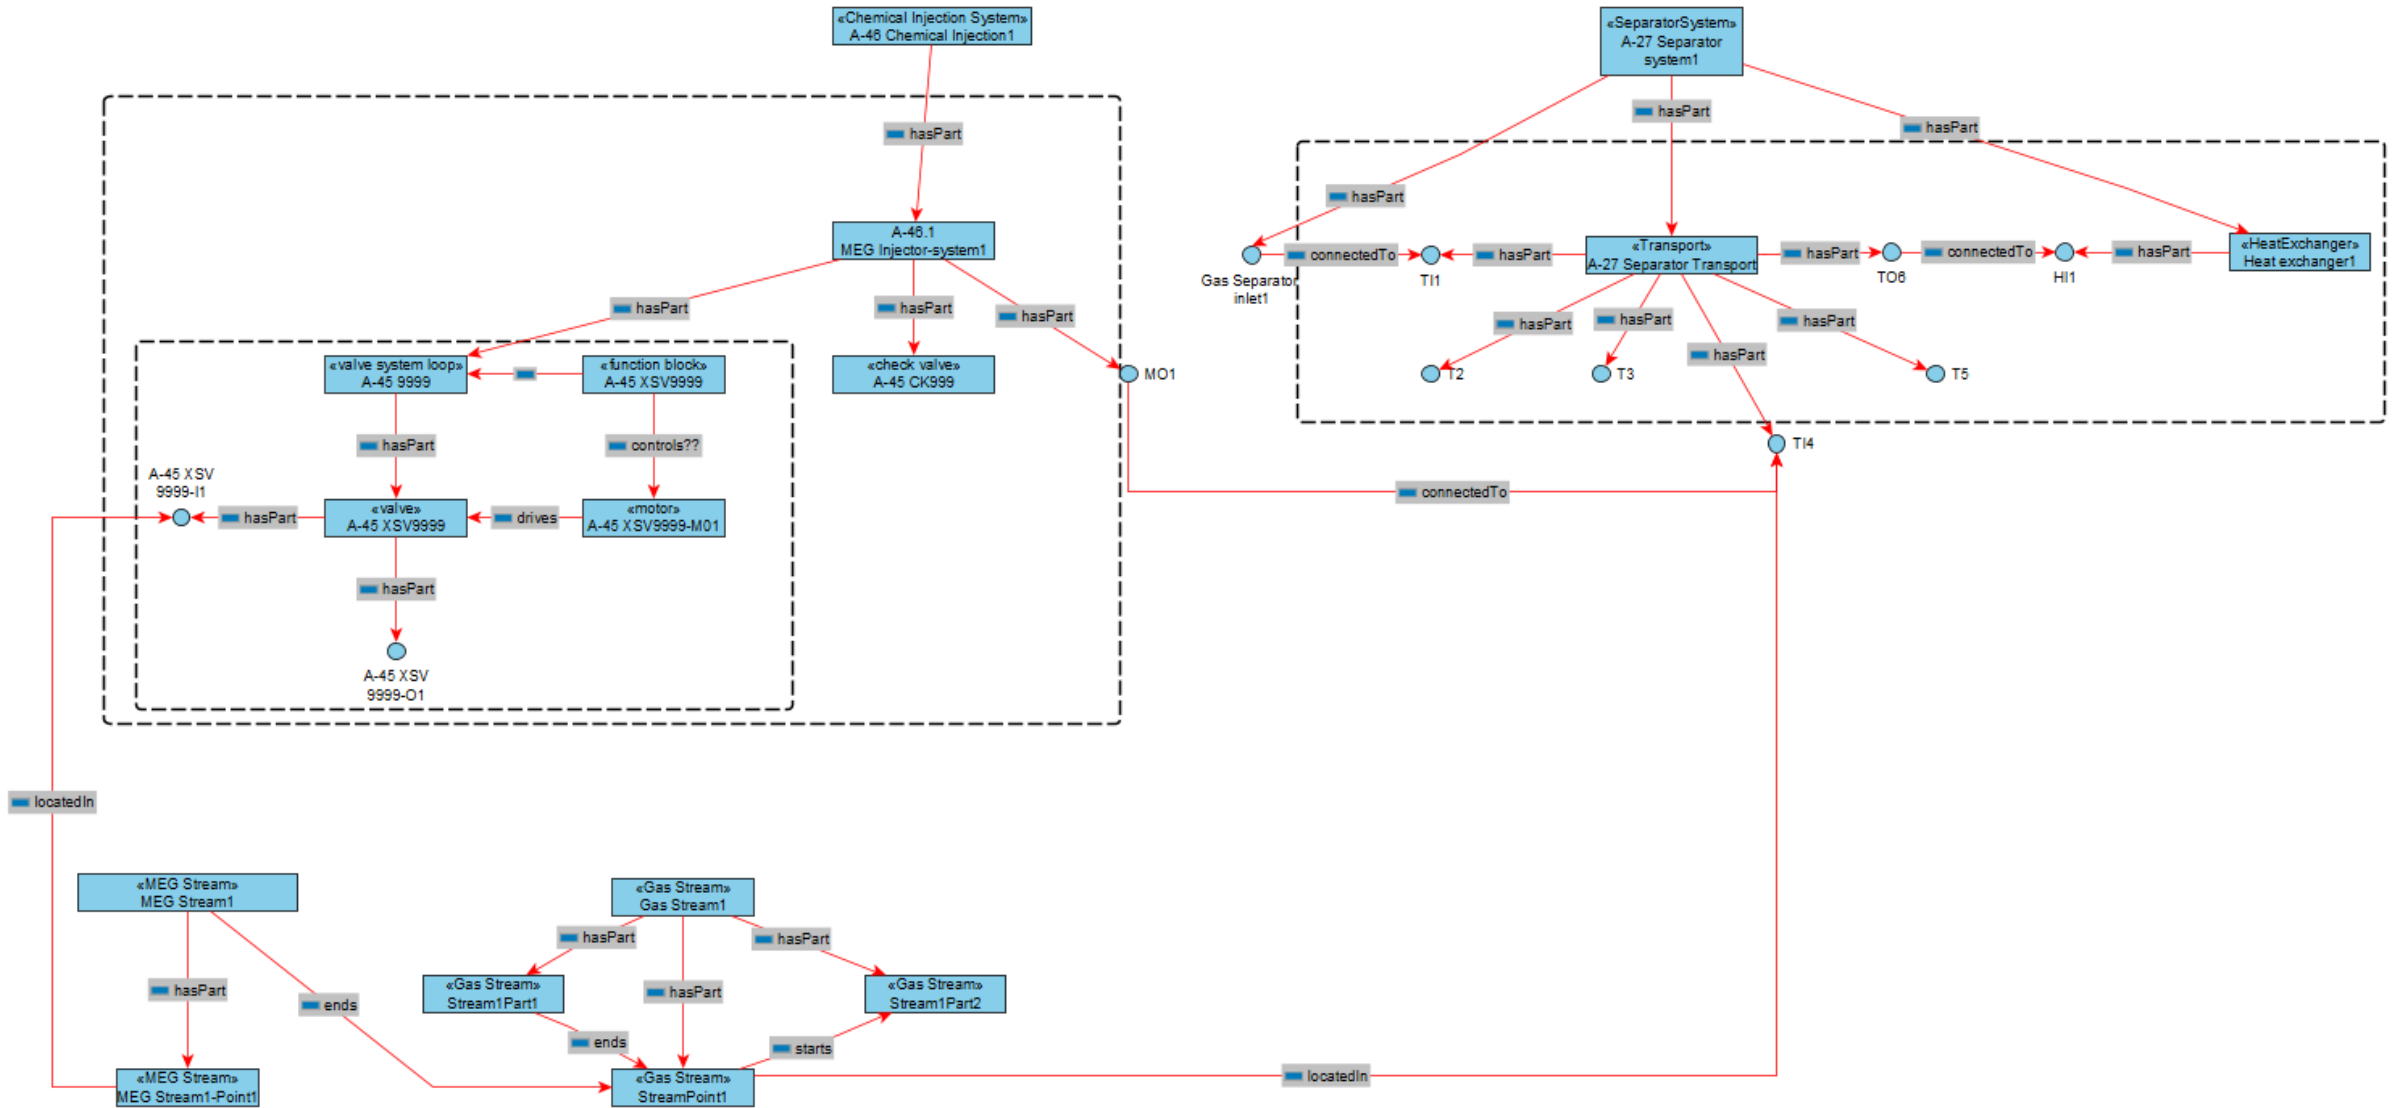 «Chemical Injection System»
A-46 Chemical Injection1
«SeparatorSystem»
A-27 Separator
system1
hasPart
hasPart
hasPart
hasPart
A-46.1
MEG Injector-system1
Gas Separator
inlet1
connectedTo
TI1
hasPart
«Transport»
A-27 Separator Transport
hasPart
TO6
connectedTo
HI1
hasPart
«HeatExchanger»
Heat exchanger1
hasPart
hasPart
hasPart
hasPart
hasPart
hasPart
hasPart
«valve system loop»
A-45 9999
«function block»
A-45 XSV9999
«check valve»
A-45 CK999
MO1
T2
T3
T5
TI4
hasPart
controls??
connectedTo
A-45 XSV
9999-I1
hasPart
«valve»
A-45 XSV9999
drives
«motor»
A-45 XSV9999-M01
hasPart
A-45 XSV
9999-O1
locatedIn
«MEG Stream»
MEG Stream1
«Gas Stream»
Gas Stream1
hasPart
hasPart
hasPart
ends
hasPart
«Gas Stream»
Stream1Part1
«Gas Stream»
Stream1Part2
ends
starts
«MEG Stream»
MEG Stream1-Point1
«Gas Stream»
StreamPoint1
locatedIn